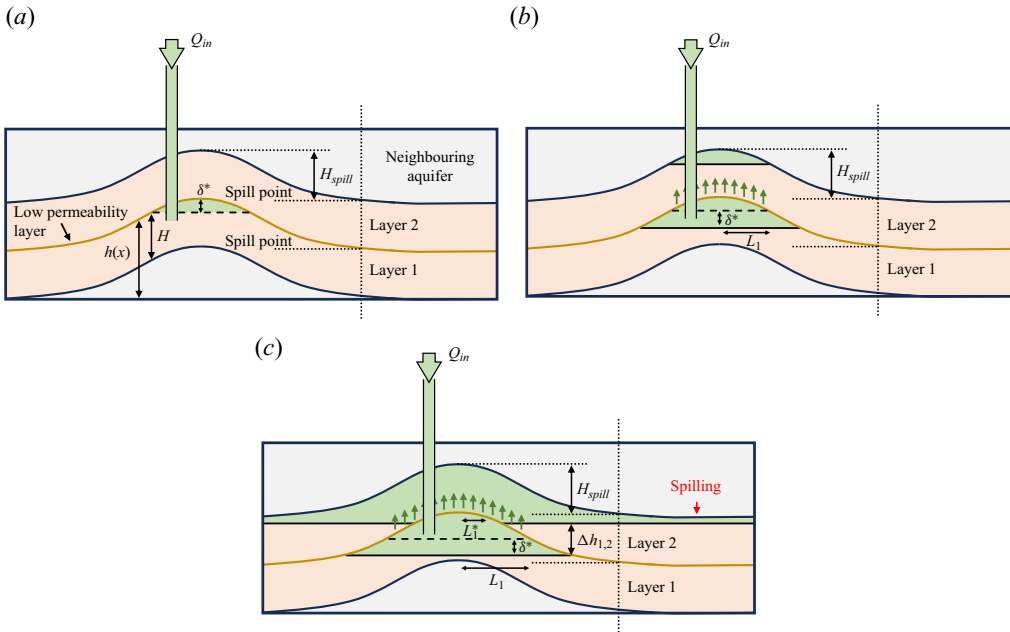 (a)
Q_in
H_spill
Neighbouring
aquifer
δ*
Spill point
Low permeability
layer
H
h(x)
Spill point
Layer 2
Layer 1
(b)
Q_in
H_spill
δ*
L_1
Layer 2
Layer 1
(c)
Q_in
H_spill
Spilling
L_1^*
δ*
Δh_1,2
Layer 2
L_1
Layer 1